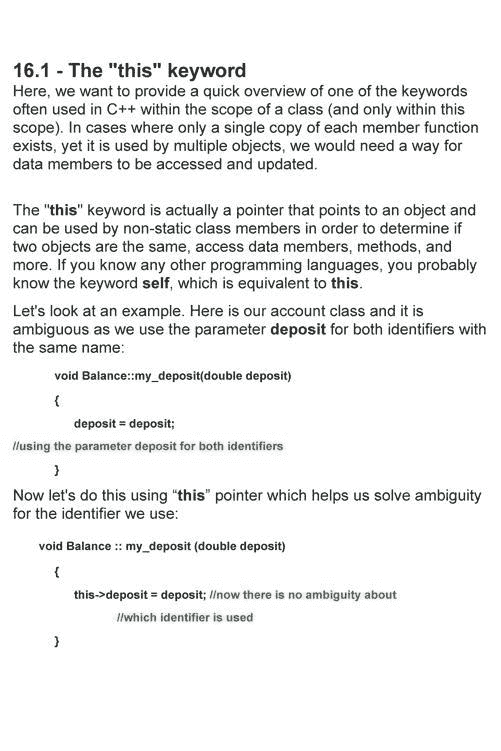 16.1 - The "this" keyword
Here, we want to provide a quick overview of one of the keywords
often used in C++ within the scope of a class (and only within this
scope). In cases where only a single copy of each member function
exists, yet it is used by multiple objects, we would need a way for
data members to be accessed and updated.
The "this" keyword is actually a pointer that points to an object and
can be used by non-static class members in order to determine if
two objects are the same, access data members, methods, and
more. If you know any other programming languages, you probably
know the keyword self, which is equivalent to this.
Let's look at an example. Here is our account class and it is
ambiguous as we use the parameter deposit for both identifiers with
the same name:
void Balance::my_deposit(double deposit)
{
deposit = deposit;
//using the parameter deposit for both identifiers
}
Now let's do this using “this” pointer which helps us solve ambiguity
for the identifier we use:
void Balance :: my_deposit (double deposit)
{
this->deposit = deposit; //now there is no ambiguity about
//which identifier is used
}